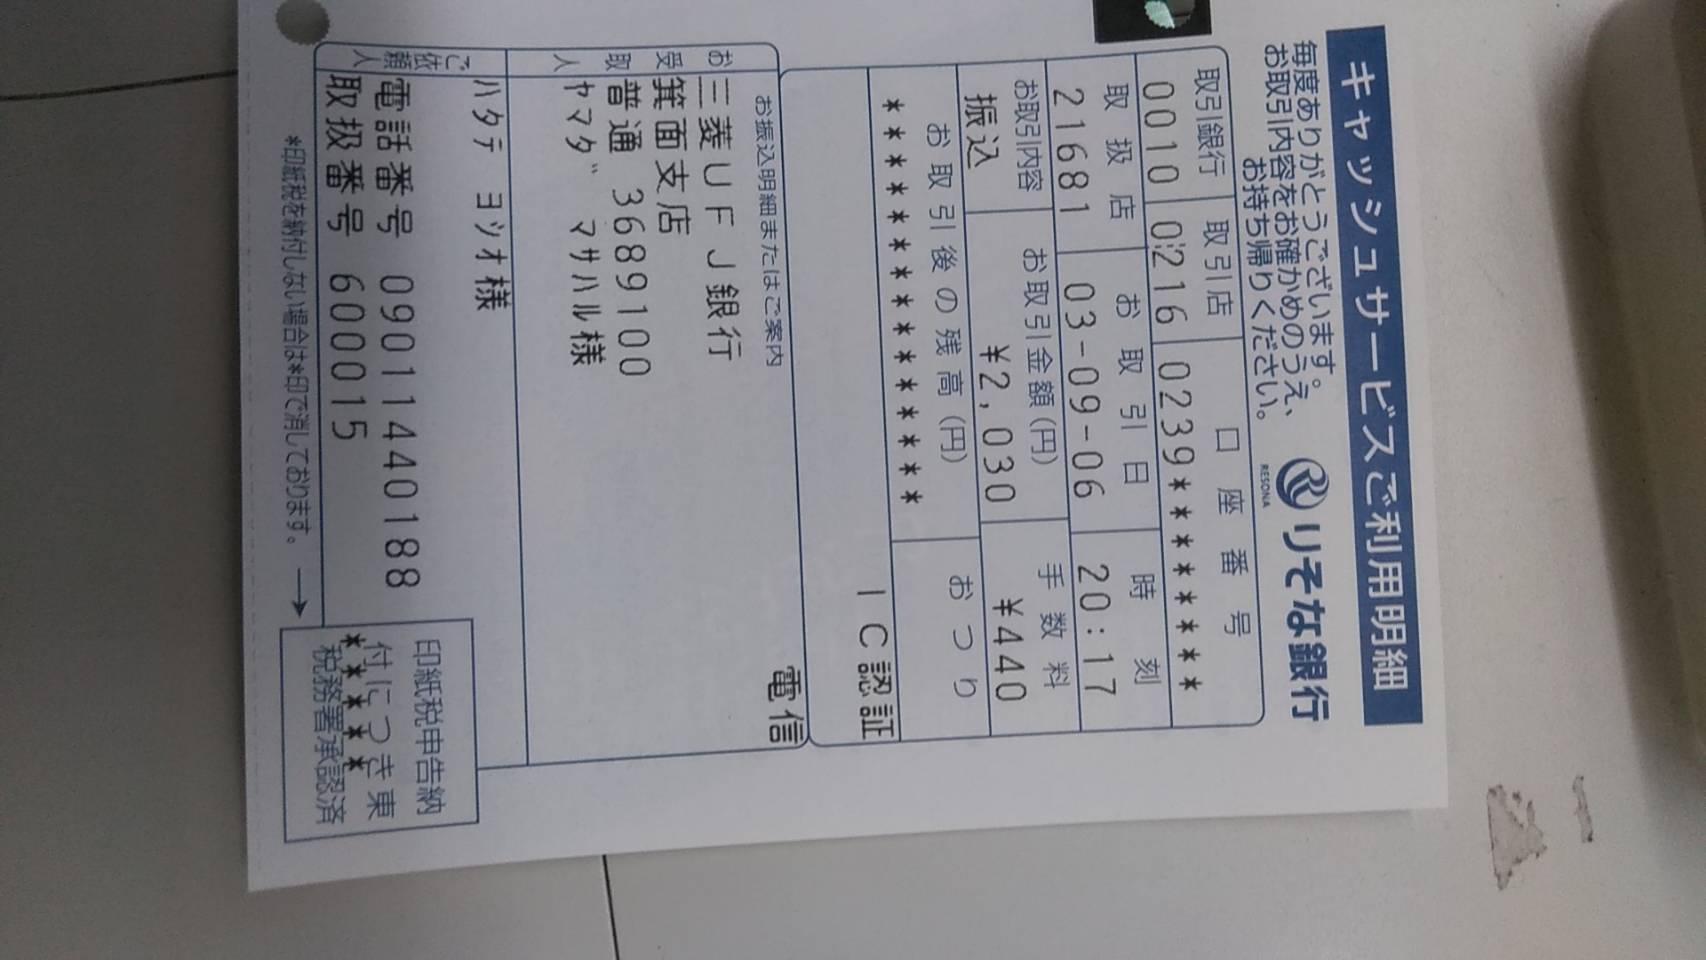 キャッシュサービスご利用明細
毎度ありがとうございます。
お取引内容をお確かめのうえ、
お持ち帰りください。
RESONA
りそな銀行
取引銀行 取引店 口座番号
0010 0216 0239*********
取扱店 お取引日 時刻
21681 03-09-06 20:17
お取引内容 お取引金額(円) 手数料
振込 ¥2,030 ¥440
お取引後の残高(円) おつり
***************
IC認証
お振込明細またはご案内
電信
お受取人
三菱UFJ銀行
箕面支店
普通 3689100
ヤマダ マサハル様
ご依頼人
ハタテ ヨシオ様
電話番号 09011440188
取扱番号 600015
*印紙税を納付しない場合は*印で消しております。→
印紙税申告納
付につき東
*****
税務署承認済